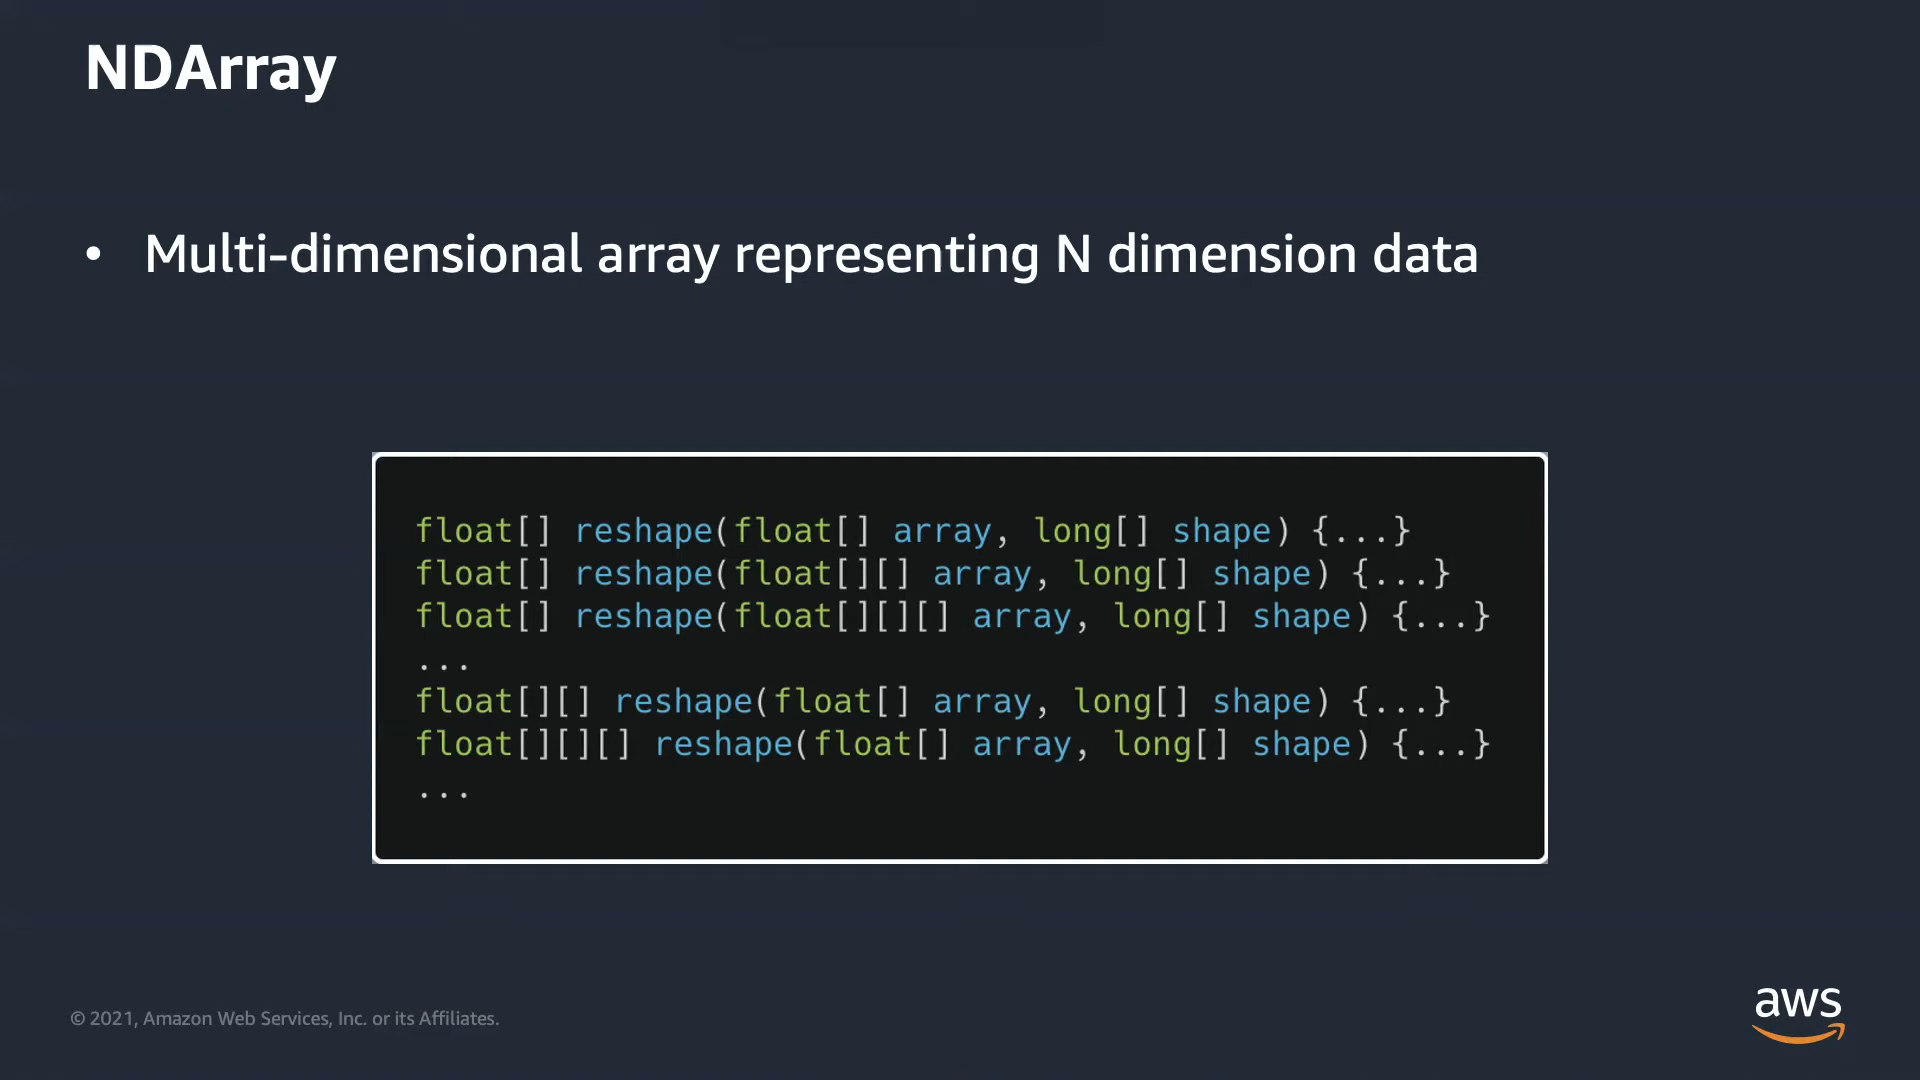 NDArray
• Multi-dimensional array representing N dimension data
float[] reshape(float[] array, long[] shape) {...}
float[] reshape(float[][] array, long[] shape) {...}
float[] reshape(float[][][] array, long[] shape) {...}
...
float[][] reshape(float[] array, long[] shape) {...}
float[][][] reshape(float[] array, long[] shape) {...}
...
© 2021, Amazon Web Services, Inc. or its Affiliates.
aws